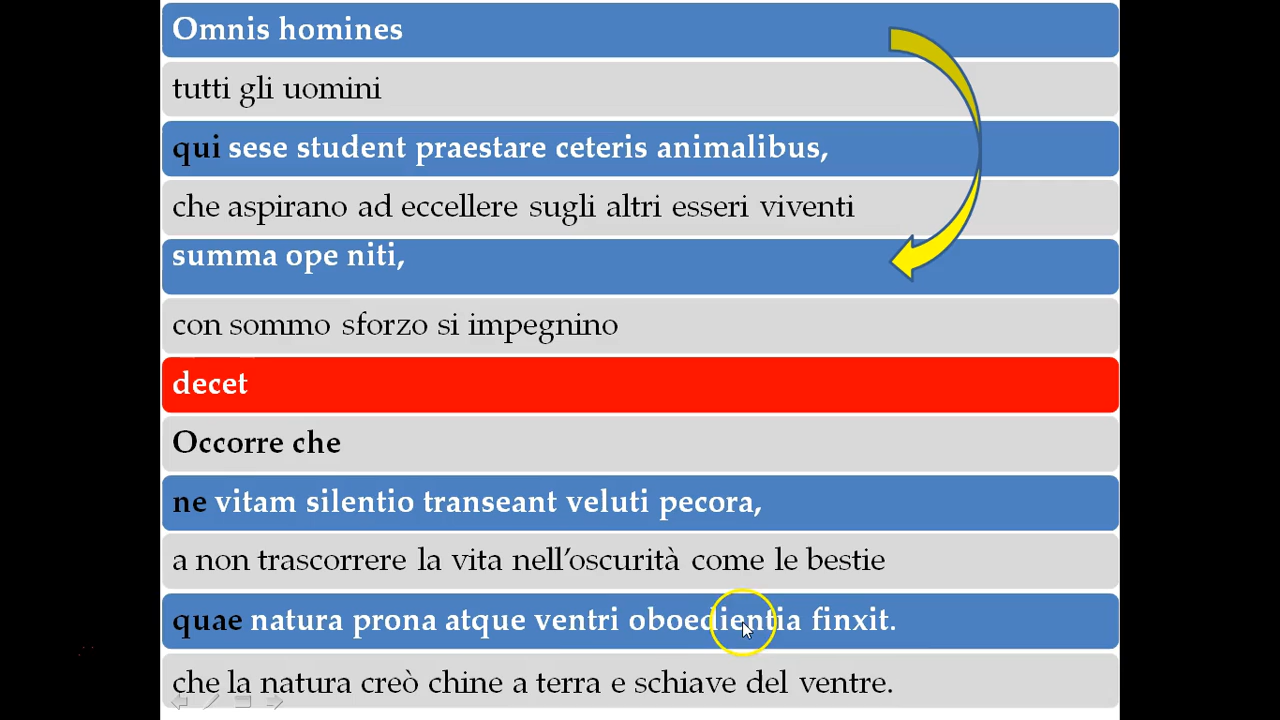 Omnis homines
tutti gli uomini
qui sese student praestare ceteris animalibus,
che aspirano ad eccellere sugli altri esseri viventi
summa ope niti,
con sommo sforzo si impegnino
decet
Occorre che
ne vitam silentio transeant veluti pecora,
a non trascorrere la vita nell’oscurità come le bestie
quae natura prona atque ventri oboedientia finxit.
che la natura creò chine a terra e schiave del ventre.